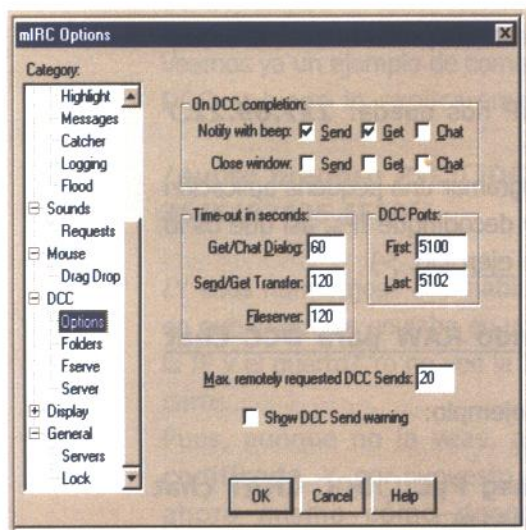 mIRC Options
Category:
Highlight
Messages
Catcher
Logging
Flood
Sounds
Requests
Mouse
Drag Drop
DCC
Options
Folders
Fserve
Server
Display
General
Servers
Lock
On DCC completion:
Notify with beep: Send Get Chat
Close window: Send Get Chat
Time-out in seconds:
Get/Chat Dialog: 60
Send/Get Transfer: 120
Fileserver: 120
DCC Ports:
First: 5100
Last: 5102
Max. remotely requested DCC Sends: 20
Show DCC Send warning
OK Cancel Help